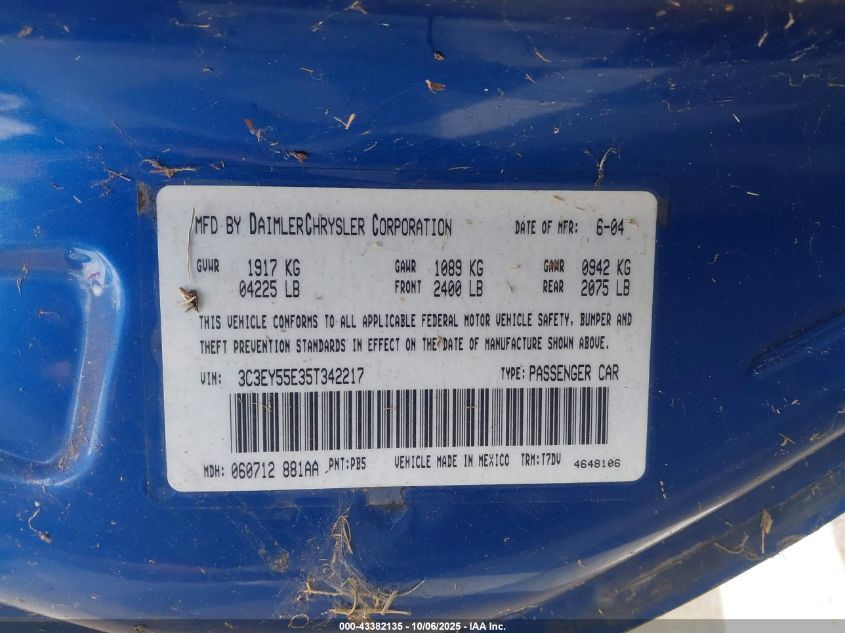 MFD BY DAIMLERCHRYSLER CORPORATION DATE OF MFR: 6-04
GVWR 1917 KG GAWR 1089 KG GAWR 0942 KG
04225 LB FRONT 2400 LB REAR 2075 LB
THIS VEHICLE CONFORMS TO ALL APPLICABLE FEDERAL MOTOR VEHICLE SAFETY, BUMPER AND
THEFT PREVENTION STANDARDS IN EFFECT ON THE DATE OF MANUFACTURE SHOWN ABOVE.
VIN: 3C3EY55E35T342217 TYPE: PASSENGER CAR
MDH: 060712 881AA PNT: PB5 VEHICLE MADE IN MEXICO TRM: T7DV 4648106
000-43382135 - 10/06/2025 - IAA Inc.